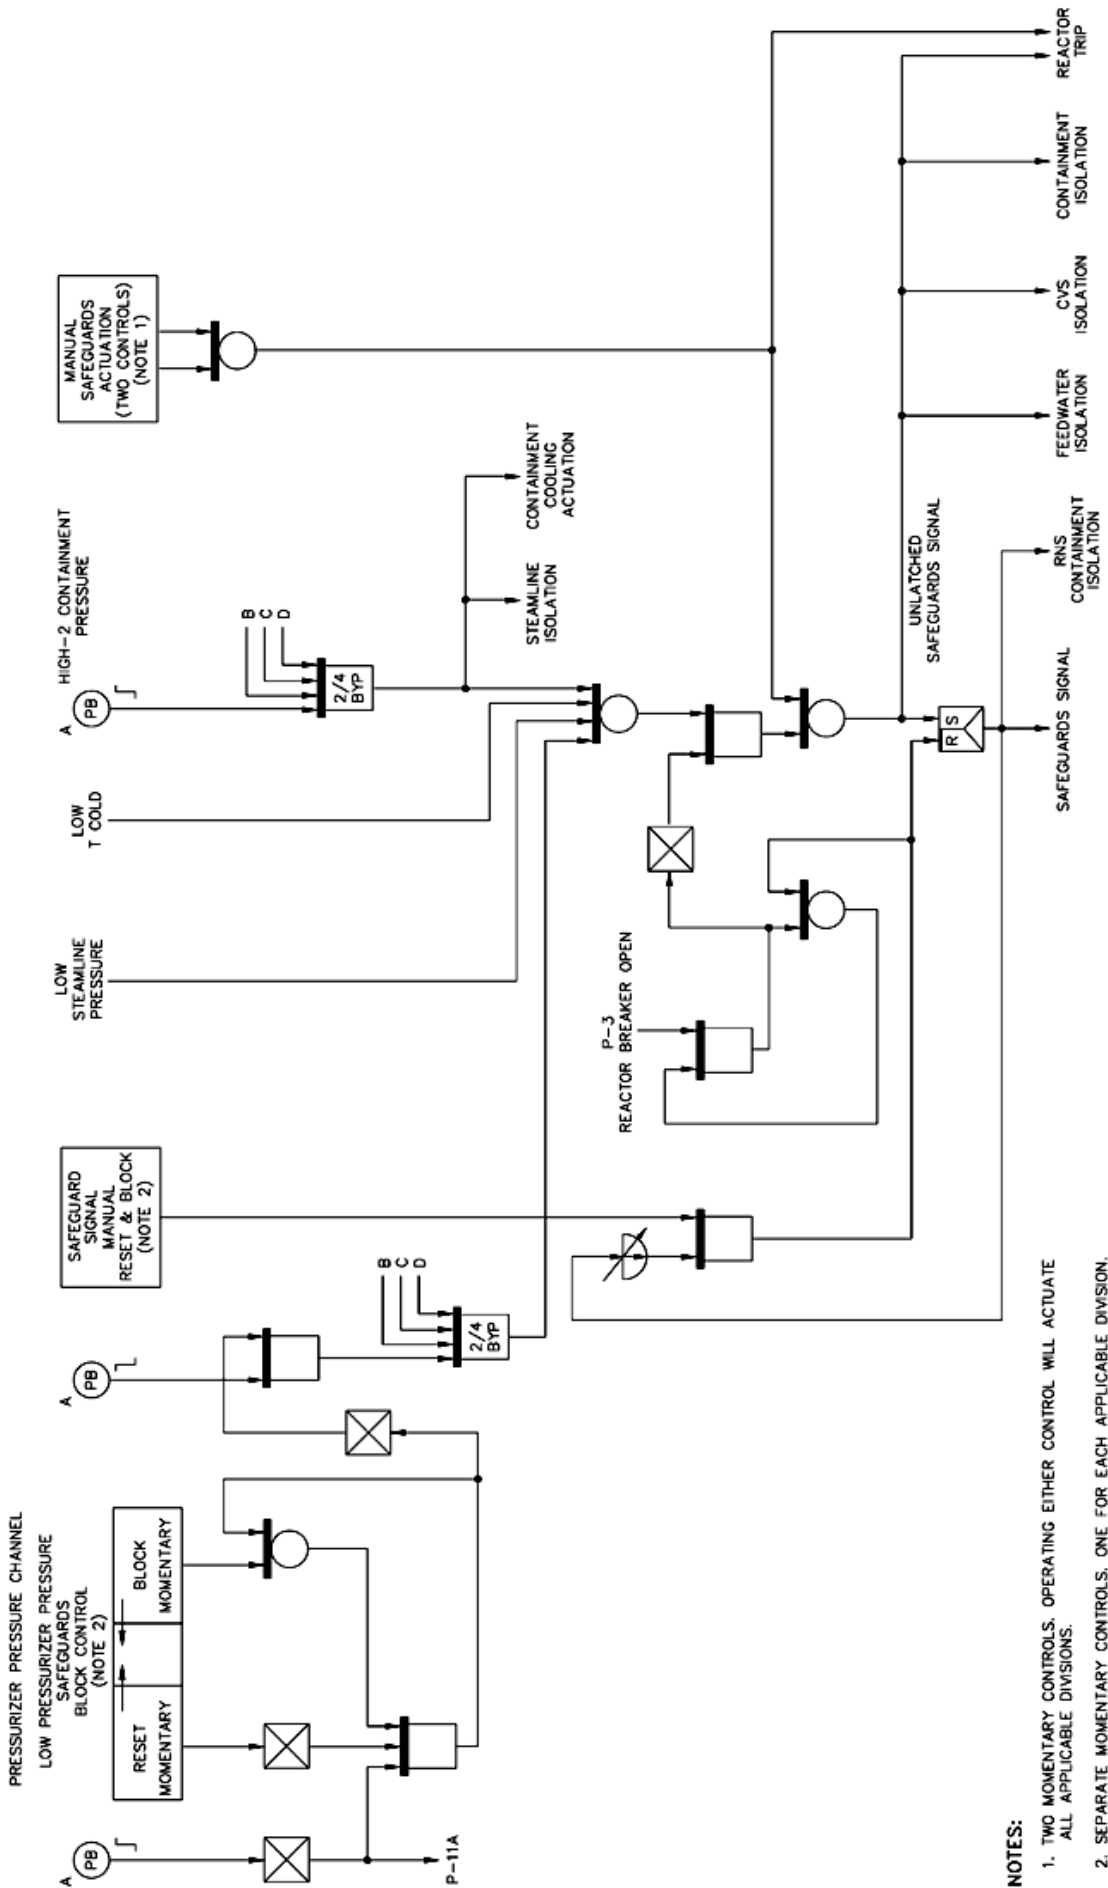 PRESSURIZER PRESSURE CHANNEL
LOW PRESSURIZER PRESSURE
SAFEGUARDS
BLOCK CONTROL
(NOTE 2)
A
PB
RESET
MOMENTARY
BLOCK
MOMENTARY
P-11A
A
PB
B
C
D
2/4
BYP
SAFEGUARD
SIGNAL
MANUAL
RESET & BLOCK
(NOTE 2)
LOW
STEAMLINE
PRESSURE
LOW
T COLD
HIGH-2 CONTAINMENT
PRESSURE
A
PB
B
C
D
2/4
BYP
MANUAL
SAFEGUARDS
ACTUATION
(TWO CONTROLS)
(NOTE 1)
STEAMLINE
ISOLATION
CONTAINMENT
COOLING
ACTUATION
P-3
REACTOR BREAKER OPEN
UNLATCHED
SAFEGUARDS SIGNAL
R
S
SAFEGUARDS SIGNAL
RNS
CONTAINMENT
ISOLATION
FEEDWATER
ISOLATION
CVS
ISOLATION
CONTAINMENT
ISOLATION
REACTOR
TRIP
NOTES:
1. TWO MOMENTARY CONTROLS. OPERATING EITHER CONTROL WILL ACTUATE
ALL APPLICABLE DIVISIONS.
2. SEPARATE MOMENTARY CONTROLS, ONE FOR EACH APPLICABLE DIVISION.